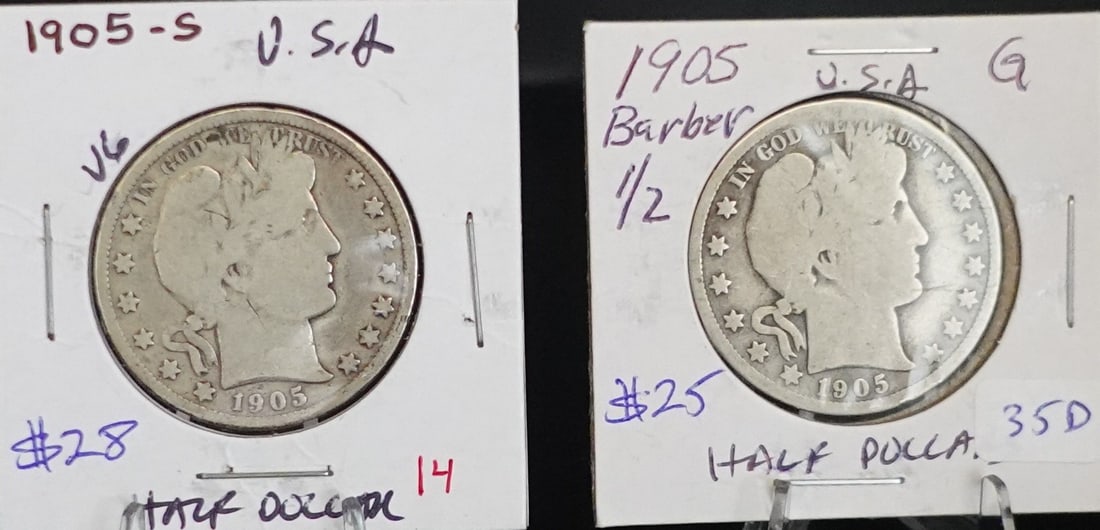 1905-S
U.S.A
VG
IN GOD WE TRUST
1905
$28
14
HALF DOLLAR
1905
U.S.A
G
Barber
1/2
IN GOD WE TRUST
1905
$25
35D
HALF DOLLA.